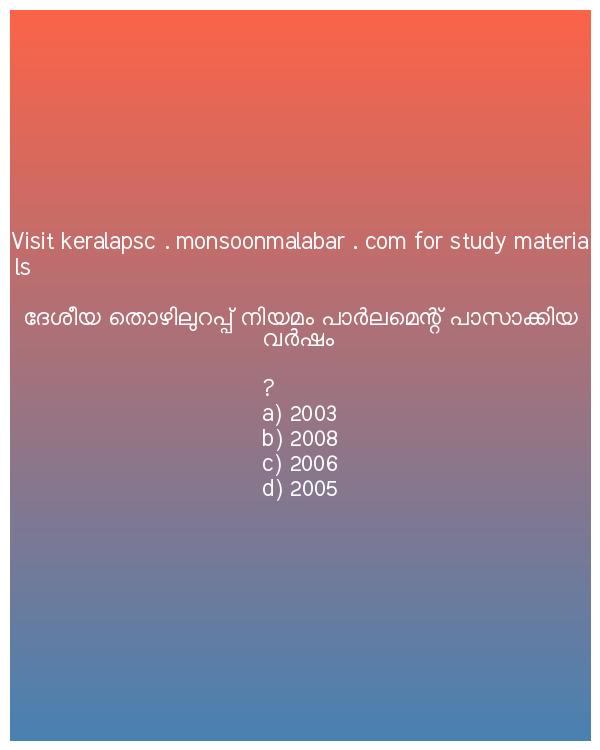 Visit keralapsc . monsoonmalabar . com for study materia
ls
ദേശീയ തൊഴിലുറപ്പ് നിയമം പാർലമെന്റ് പാസാക്കിയ
വർഷം
?
a) 2003
b) 2008
c) 2006
d) 2005